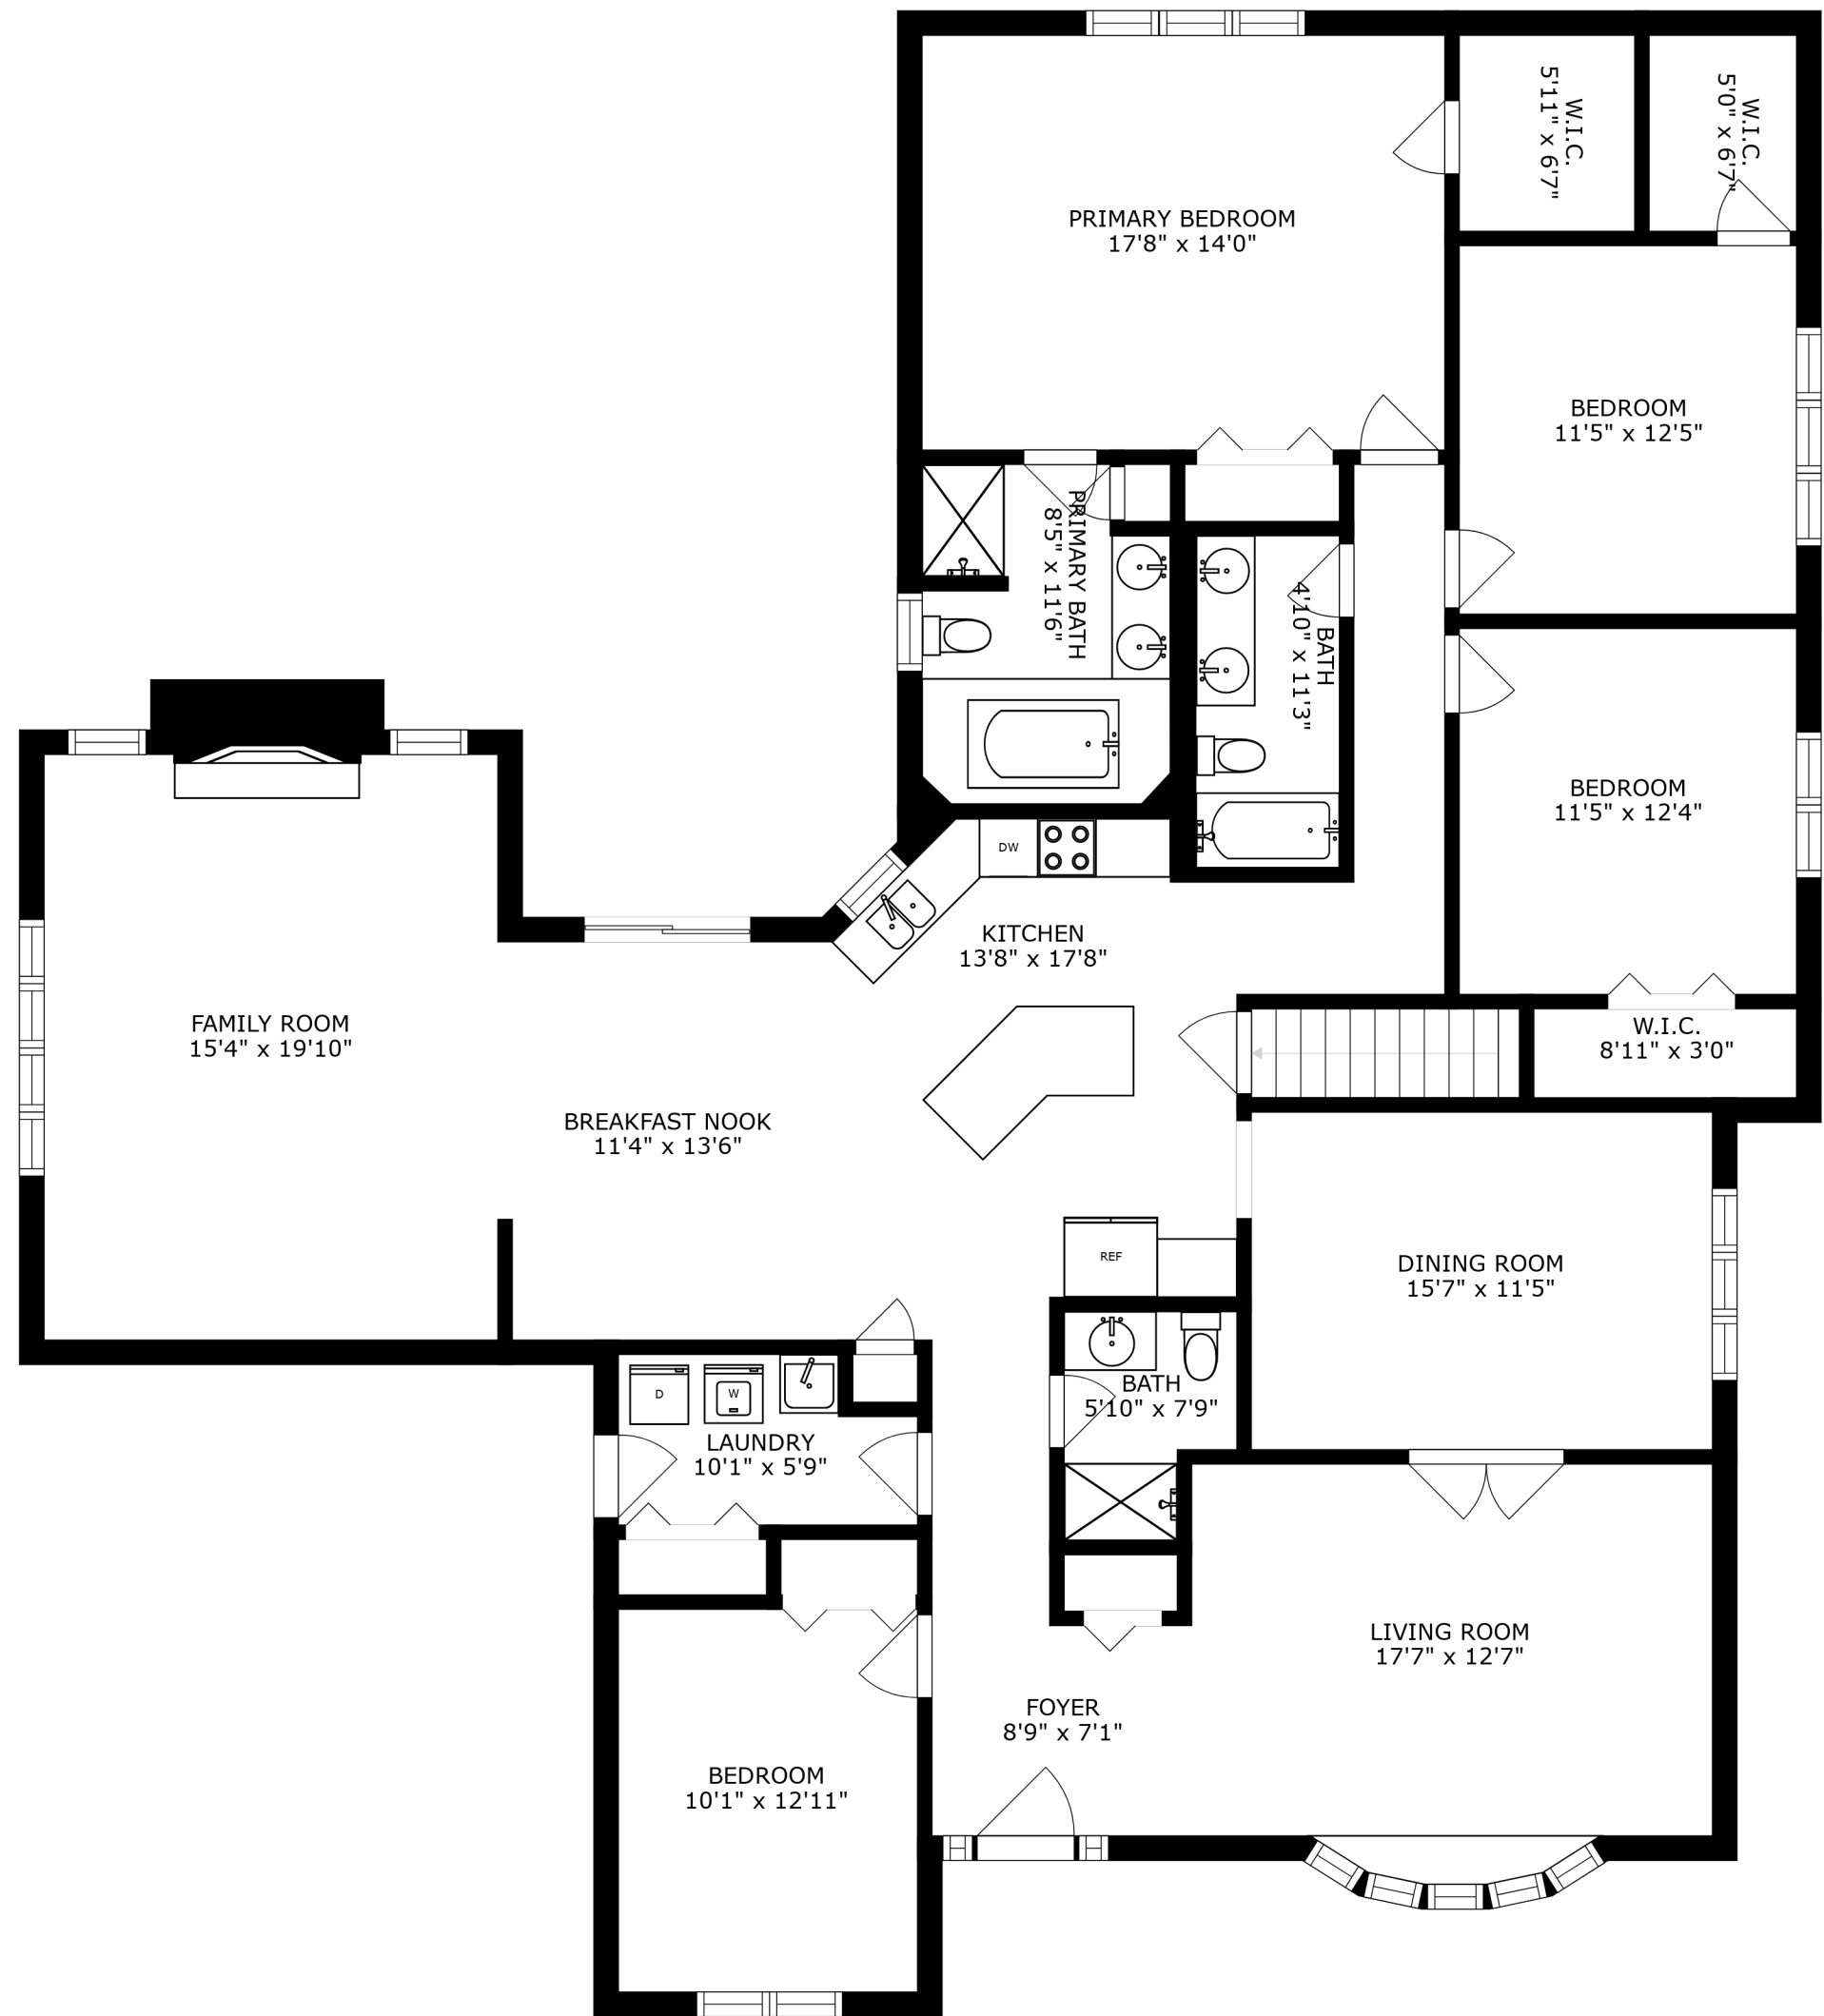 W.I.C.
5'11" x 6'7"
W.I.C.
5'0" x 6'7"
PRIMARY BEDROOM
17'8" x 14'0"
BEDROOM
11'5" x 12'5"
PRIMARY BATH
8'5" x 11'6"
BATH
4'10" x 11'3"
BEDROOM
11'5" x 12'4"
DW
KITCHEN
13'8" x 17'8"
FAMILY ROOM
15'4" x 19'10"
W.I.C.
8'11" x 3'0"
BREAKFAST NOOK
11'4" x 13'6"
REF
DINING ROOM
15'7" x 11'5"
BATH
5'10" x 7'9"
D
W
LAUNDRY
10'1" x 5'9"
LIVING ROOM
17'7" x 12'7"
FOYER
8'9" x 7'1"
BEDROOM
10'1" x 12'11"